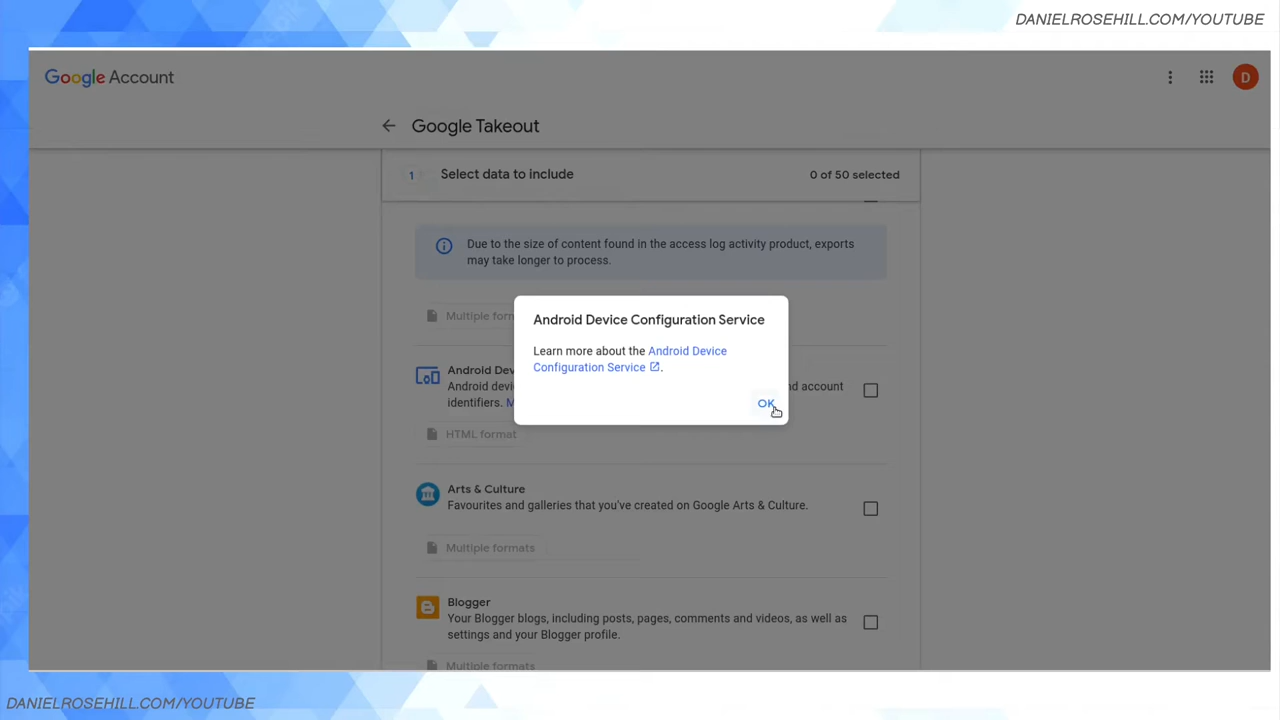 DANIELROSEHILL.COM/YOUTUBE
Google Account
D
Google Takeout
1 Select data to include 0 of 50 selected
Due to the size of content found in the access log activity product, exports
may take longer to process.
Multiple form
Android Device Configuration Service
Learn more about the Android Device
Configuration Service.
OK
Android Dev
Android devi nd account
identifiers. M
HTML format
Arts & Culture
Favourites and galleries that you've created on Google Arts & Culture.
Multiple formats
Blogger
Your Blogger blogs, including posts, pages, comments and videos, as well as
settings and your Blogger profile.
Multiple formats
DANIELROSEHILL.COM/YOUTUBE